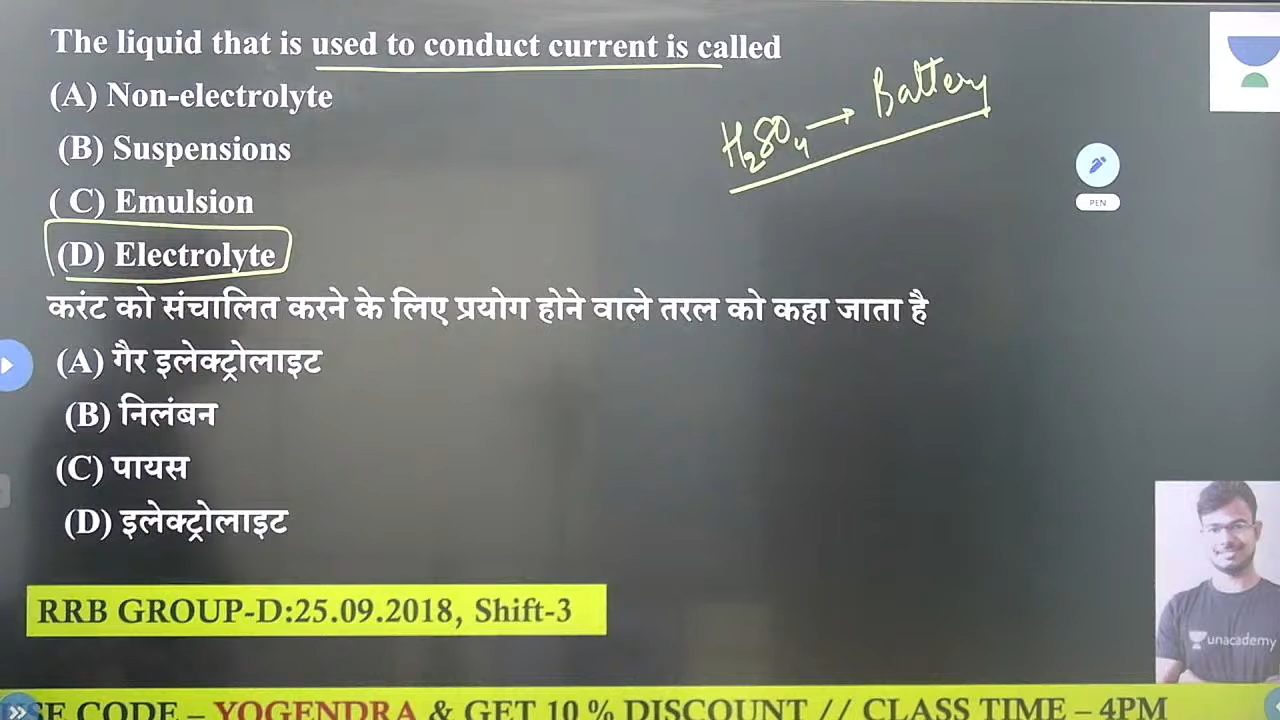 The liquid that is used to conduct current is called
(A) Non-electrolyte
(B) Suspensions
( C) Emulsion
(D) Electrolyte
H₂SO₄ → Battery
PEN
करंट को संचालित करने के लिए प्रयोग होने वाले तरल को कहा जाता है
(A) गैर इलेक्ट्रोलाइट
(B) निलंबन
(C) पायस
(D) इलेक्ट्रोलाइट
RRB GROUP-D:25.09.2018, Shift-3
unacademy
SE CODE – YOGENDRA & GET 10 % DISCOUNT // CLASS TIME – 4PM